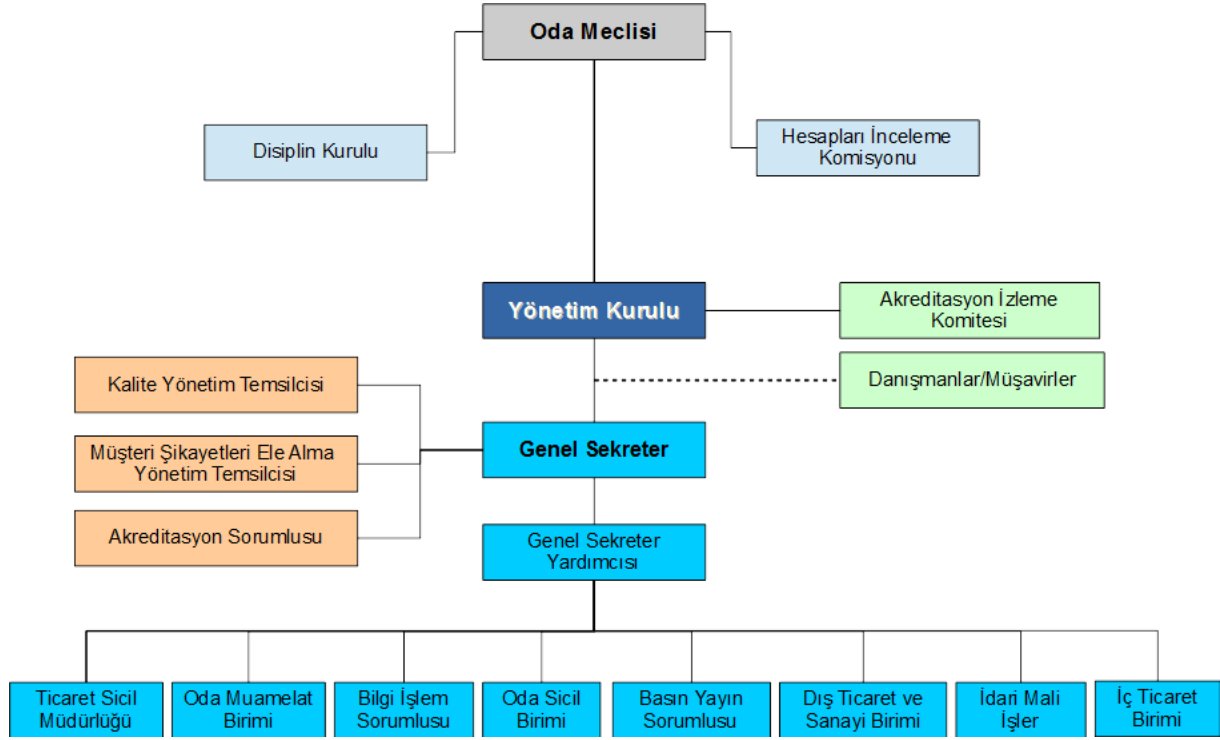 Oda Meclisi
Disiplin Kurulu
Hesapları İnceleme
Komisyonu
Yönetim Kurulu
Akreditasyon İzleme
Komitesi
Kalite Yönetim Temsilcisi
Danışmanlar/Müşavirler
Müşteri Şikayetleri Ele Alma
Yönetim Temsilcisi
Genel Sekreter
Akreditasyon Sorumlusu
Genel Sekreter
Yardımcısı
Ticaret Sicil
Müdürlüğü
Oda Muamelat
Birimi
Bilgi İşlem
Sorumlusu
Oda Sicil
Birimi
Basın Yayın
Sorumlusu
Dış Ticaret ve
Sanayi Birimi
İdari Mali
İşler
İç Ticaret
Birimi